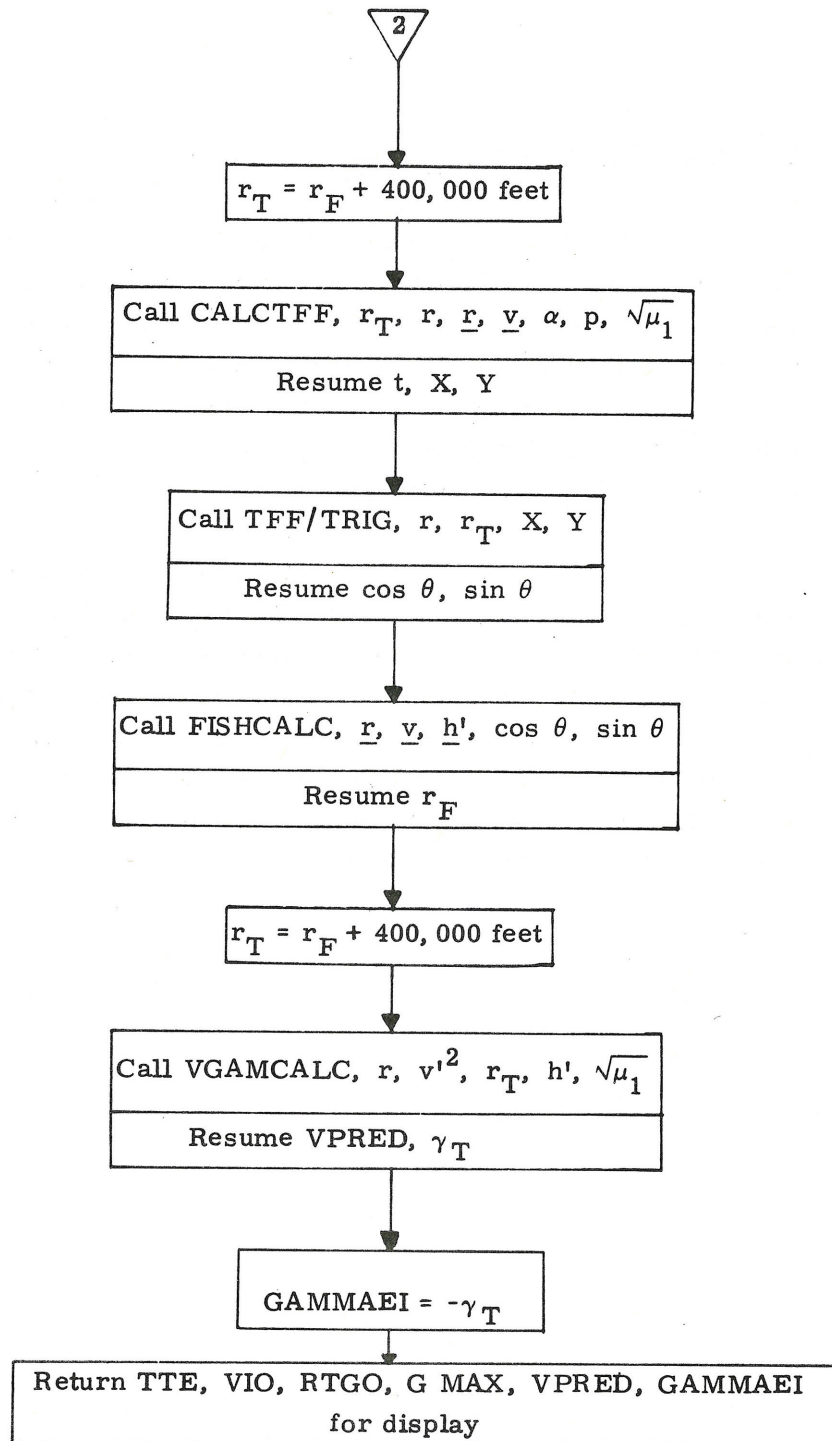 2
r_T = r_F + 400,000 feet
Call CALCTFF, r_T, r, r̲, v̲, α, p, √μ₁
Resume t, X, Y
Call TFF/TRIG, r, r_T, X, Y
Resume cos θ, sin θ
Call FISHCALC, r̲, v̲, h̲', cos θ, sin θ
Resume r_F
r_T = r_F + 400,000 feet
Call VGAMCALC, r, v'², r_T, h', √μ₁
Resume VPRED, γ_T
GAMMAEI = -γ_T
Return TTE, VIO, RTGO, G MAX, VPRED, GAMMAEI
for display